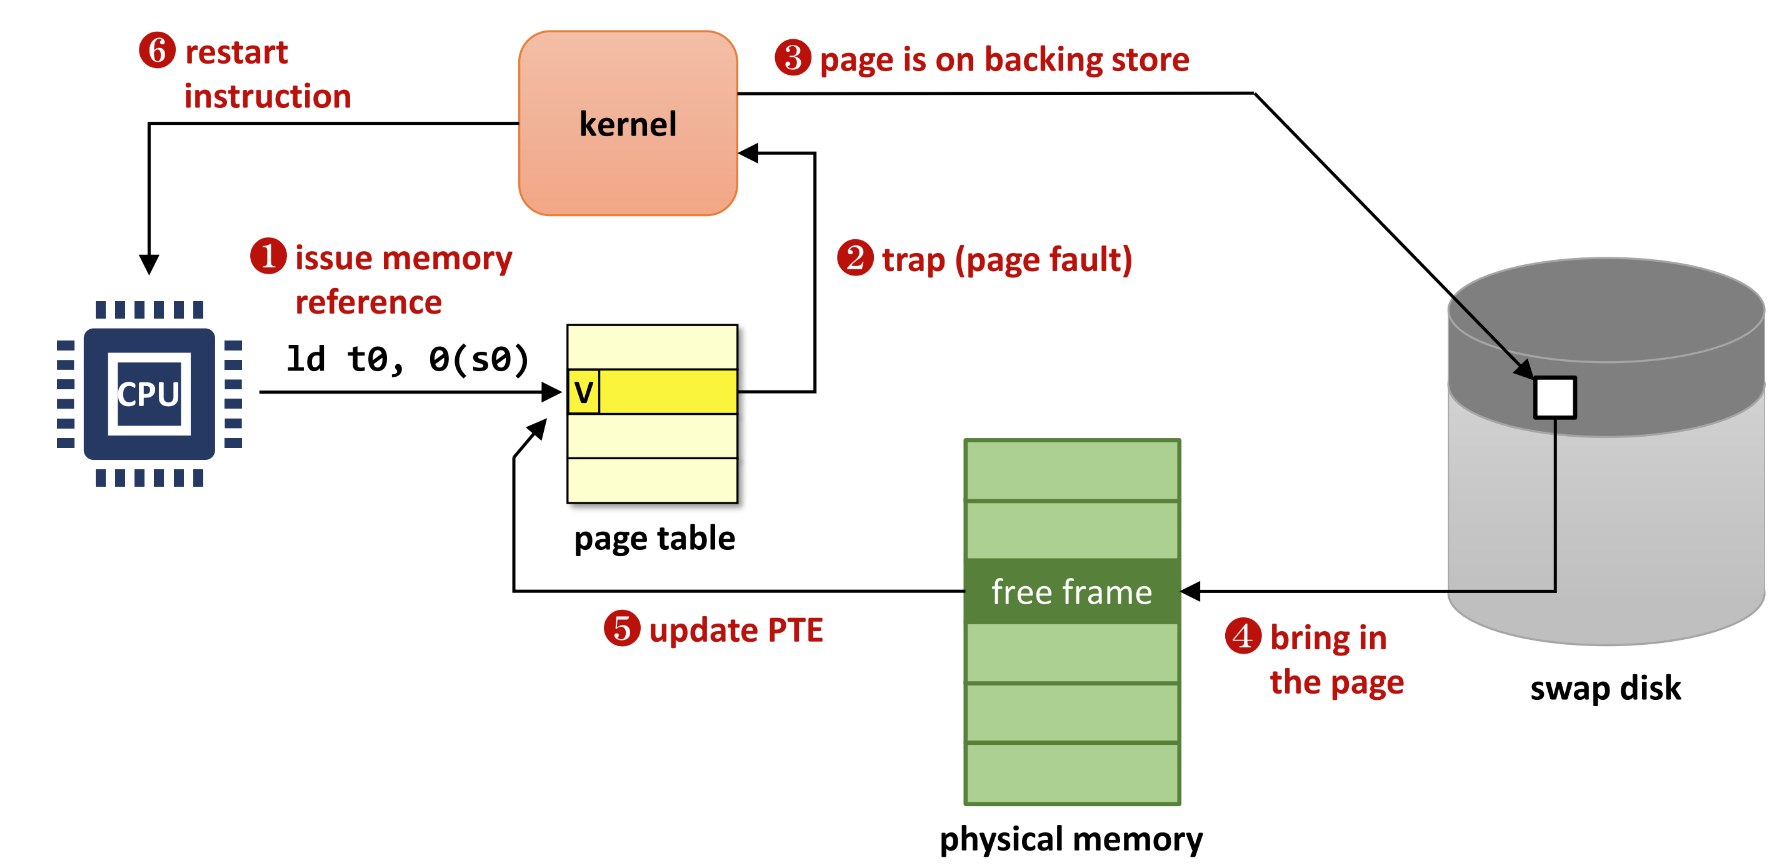 ❻ restart
instruction
kernel
❸ page is on backing store
❶ issue memory
reference
❷ trap (page fault)
ld t0, 0(s0)
CPU
V
page table
free frame
❺ update PTE
❹ bring in
the page
swap disk
physical memory